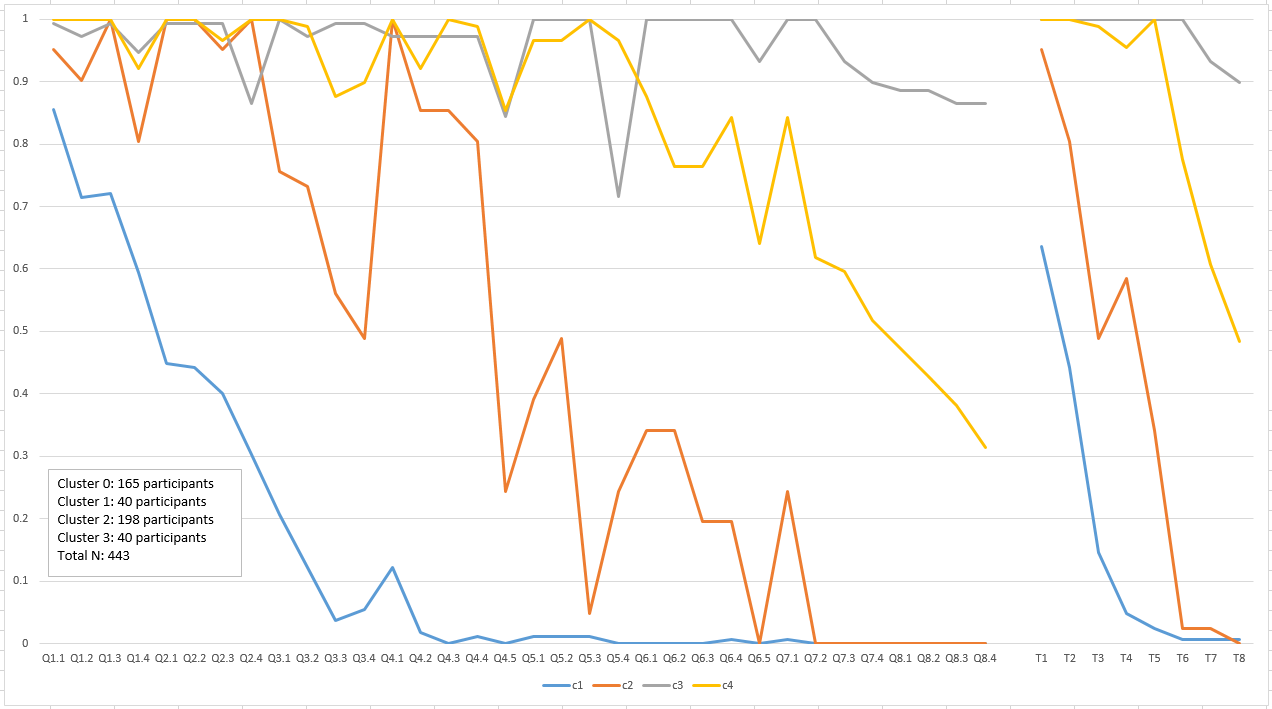 1
0.9
0.8
0.7
0.6
0.5
0.4
0.3
0.2
0.1
0
Cluster 0: 165 participants
Cluster 1: 40 participants
Cluster 2: 198 participants
Cluster 3: 40 participants
Total N: 443
Q1.1 Q1.2 Q1.3 Q1.4 Q2.1 Q2.2 Q2.3 Q2.4 Q3.1 Q3.2 Q3.3 Q3.4 Q4.1 Q4.2 Q4.3 Q4.4 Q4.5 Q5.1 Q5.2 Q5.3 Q5.4 Q6.1 Q6.2 Q6.3 Q6.4 Q6.5 Q7.1 Q7.2 Q7.3 Q7.4 Q8.1 Q8.2 Q8.3 Q8.4 T1 T2 T3 T4 T5 T6 T7 T8
c1 c2 c3 c4